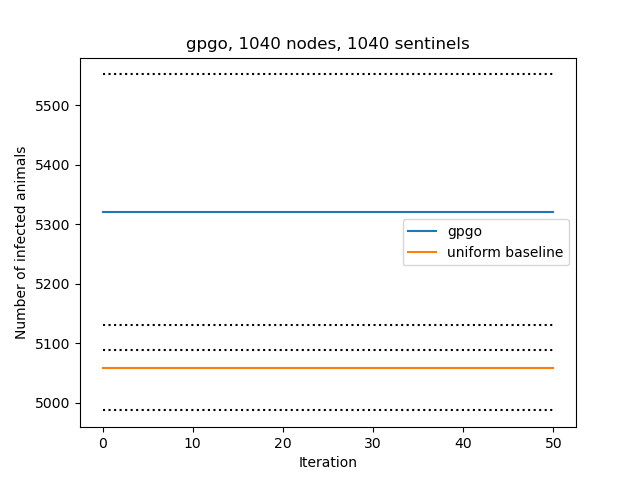 gpgo, 1040 nodes, 1040 sentinels
5500
5400
5300
5200
5100
5000
Number of infected animals
gpgo
uniform baseline
0
10
20
30
40
50
Iteration